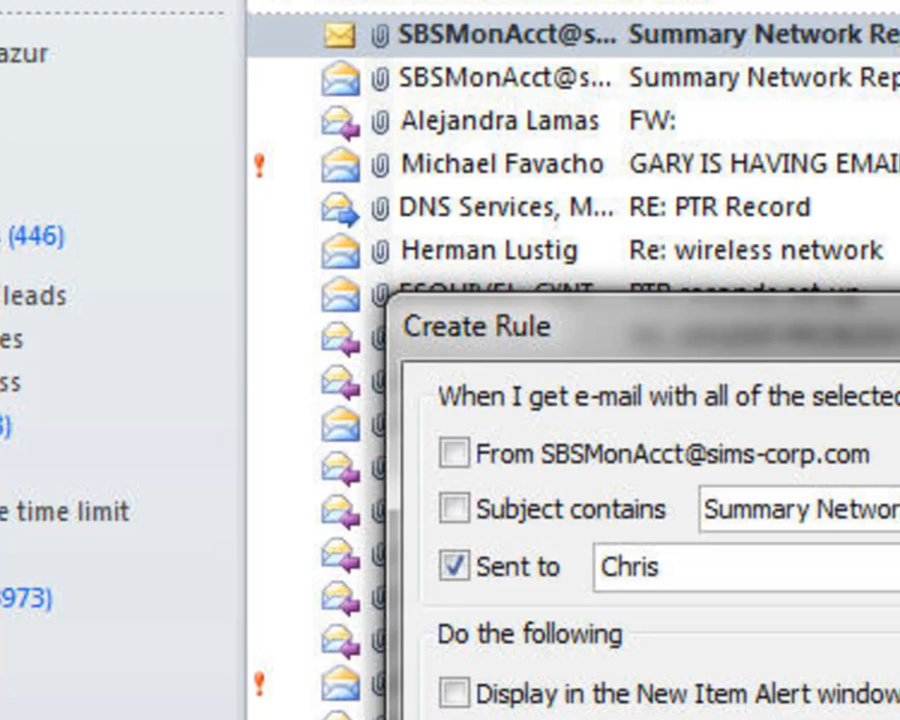 azur
(446)
leads
es
ss
3)
e time limit
973)
SBSMonAcct@s... Summary Network Re
SBSMonAcct@s... Summary Network Rep
Alejandra Lamas FW:
Michael Favacho GARY IS HAVING EMAI
DNS Services, M... RE: PTR Record
Herman Lustig Re: wireless network
Create Rule
When I get e-mail with all of the selected
From SBSMonAcct@sims-corp.com
Subject contains Summary Networ
Sent to Chris
Do the following
Display in the New Item Alert window